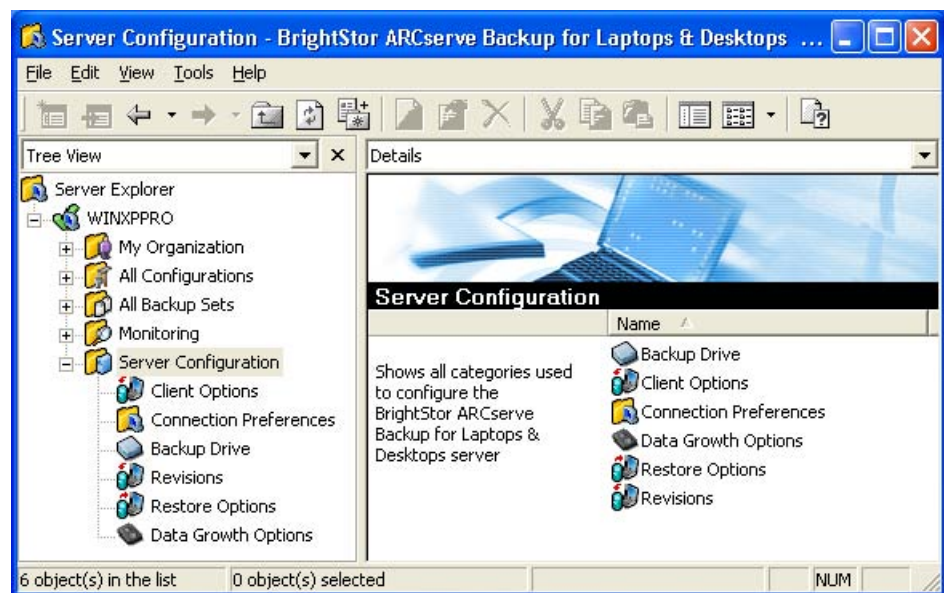 Server Configuration - BrightStor ARCserve Backup for Laptops & Desktops ...
File Edit View Tools Help
Tree View
Server Explorer
WINXPPRO
My Organization
All Configurations
All Backup Sets
Monitoring
Server Configuration
Client Options
Connection Preferences
Backup Drive
Revisions
Restore Options
Data Growth Options
Details
Server Configuration
Name
Shows all categories used
to configure the
BrightStor ARCserve
Backup for Laptops &
Desktops server
Backup Drive
Client Options
Connection Preferences
Data Growth Options
Restore Options
Revisions
6 object(s) in the list 0 object(s) selected NUM